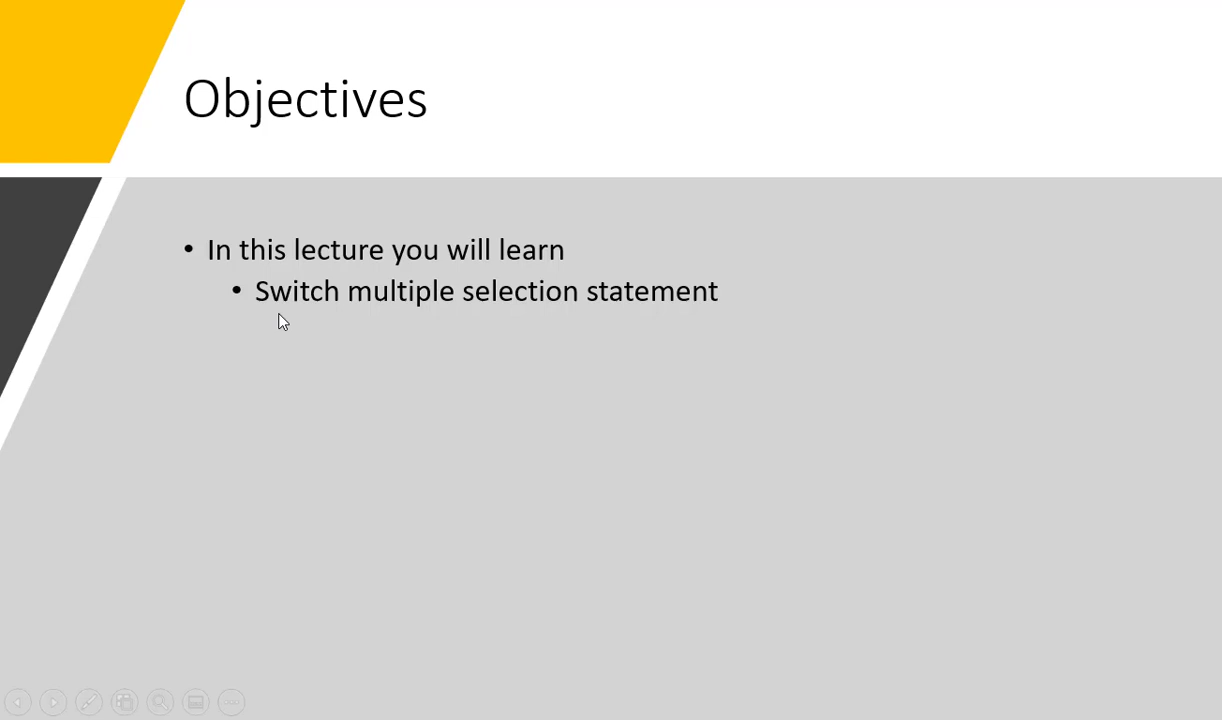 Objectives
• In this lecture you will learn
• Switch multiple selection statement